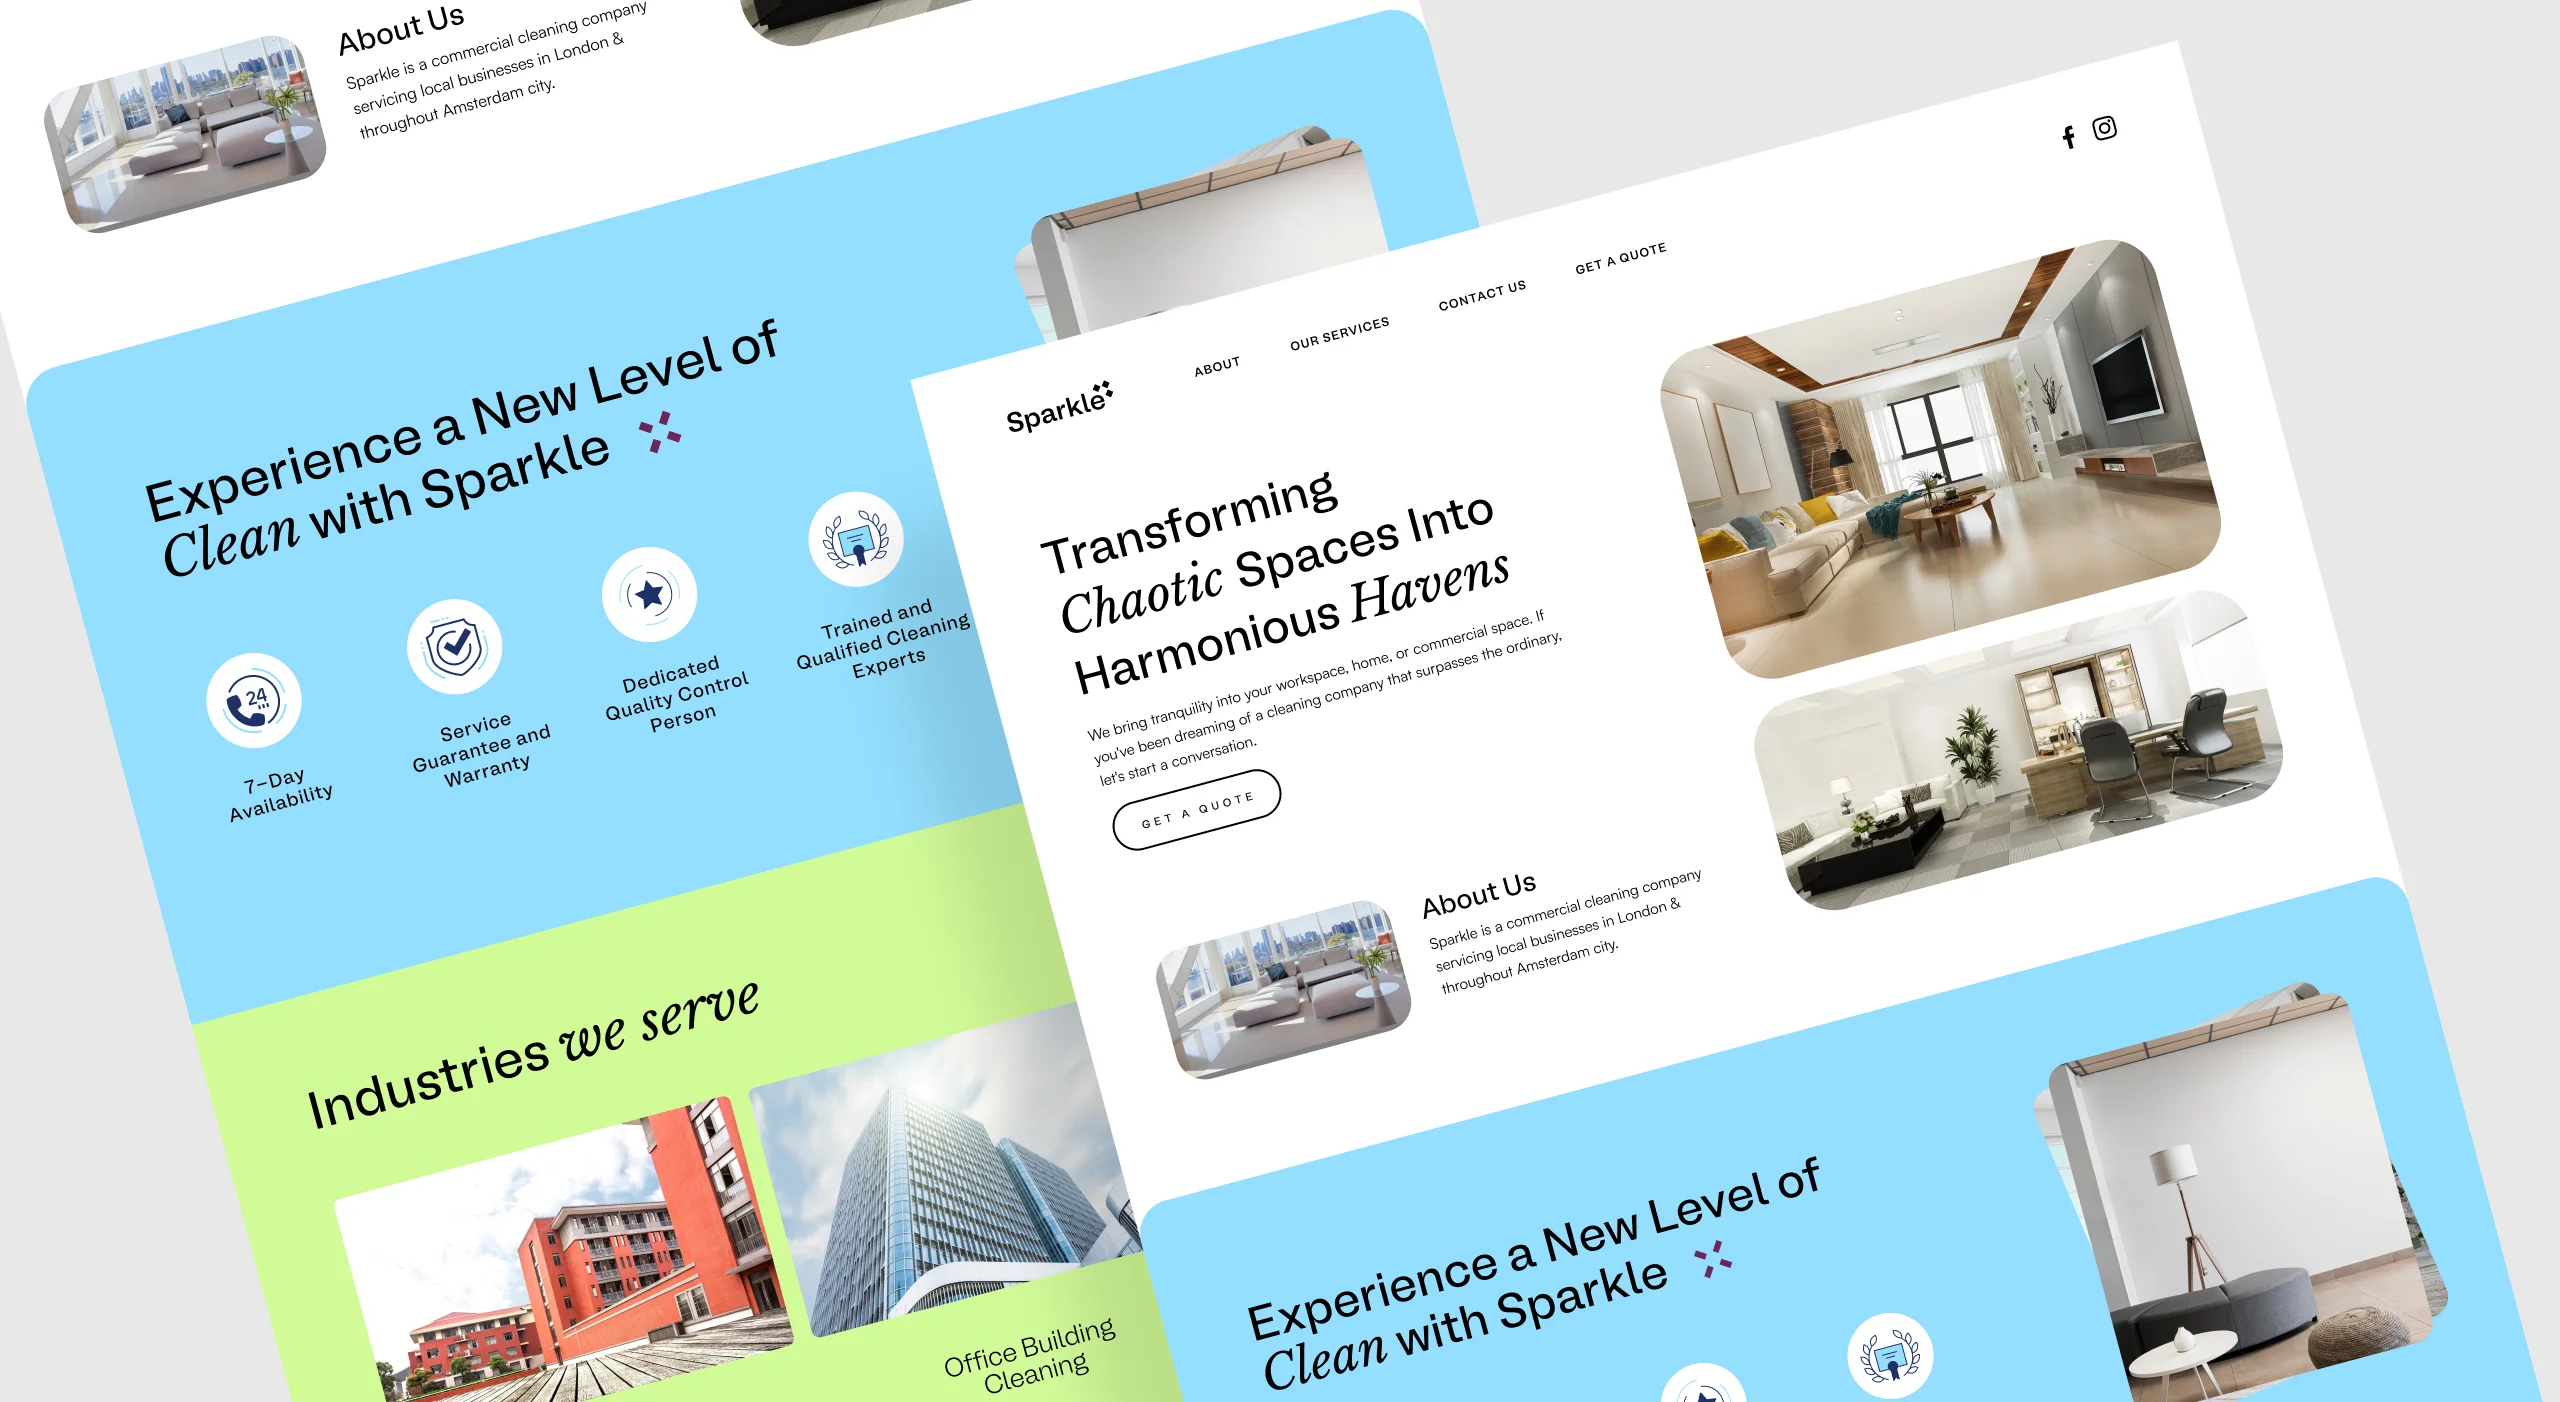 About Us
Sparkle is a commercial cleaning company
servicing local businesses in London &
throughout Amsterdam city.
Experience a New Level of
Clean with Sparkle
24
7-Day
Availability
Service
Guarantee and
Warranty
Dedicated
Quality Control
Person
Trained and
Qualified Cleaning
Experts
Industries we serve
Office Building
Cleaning
Sparkle
ABOUT
OUR SERVICES
CONTACT US
GET A QUOTE
Transforming
Chaotic Spaces Into
Harmonious Havens
We bring tranquility into your workspace, home, or commercial space. If
you've been dreaming of a cleaning company that surpasses the ordinary,
let's start a conversation.
GET A QUOTE
About Us
Sparkle is a commercial cleaning company
servicing local businesses in London &
throughout Amsterdam city.
Experience a New Level of
Clean with Sparkle